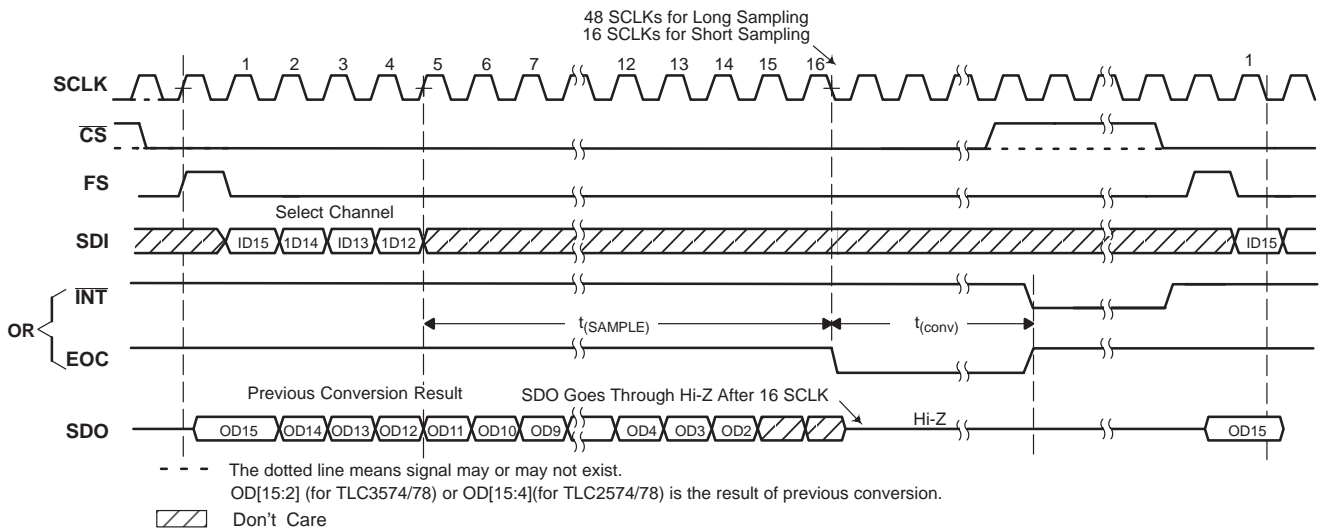 48 SCLKs for Long Sampling
16 SCLKs for Short Sampling
1 2 3 4 5 6 7 12 13 14 15 16 1
SCLK
CS
FS
Select Channel
SDI ID15 1D14 ID13 1D12 ID15
INT
OR
t(SAMPLE) t(conv)
EOC
Previous Conversion Result SDO Goes Through Hi-Z After 16 SCLK
Hi-Z
SDO OD15 OD14 OD13 OD12 OD11 OD10 OD9 OD4 OD3 OD2 OD15
The dotted line means signal may or may not exist.
OD[15:2] (for TLC3574/78) or OD[15:4](for TLC2574/78) is the result of previous conversion.
Don't Care